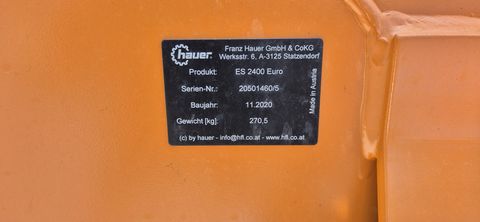 hauer
Franz Hauer GmbH & CoKG
Werksstr. 6, A-3125 Statzendorf
Produkt: ES 2400 Euro
Serien-Nr.: 20501460/5
Baujahr: 11.2020
Gewicht [kg]: 270,5
(c) by hauer - info@hfl.co.at - www.hfl.co.at
Made in Austria